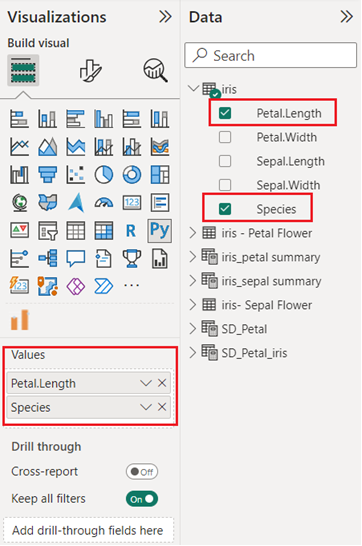 Visualizations
Build visual
123
R
Py
123
Values
Petal.Length
Species
Drill through
Cross-report
Off
Keep all filters
On
Add drill-through fields here
Data
Search
iris
Petal.Length
Petal.Width
Sepal.Length
Sepal.Width
Species
iris - Petal Flower
iris_petal summary
iris_sepal summary
iris- Sepal Flower
SD_Petal
SD_Petal_iris